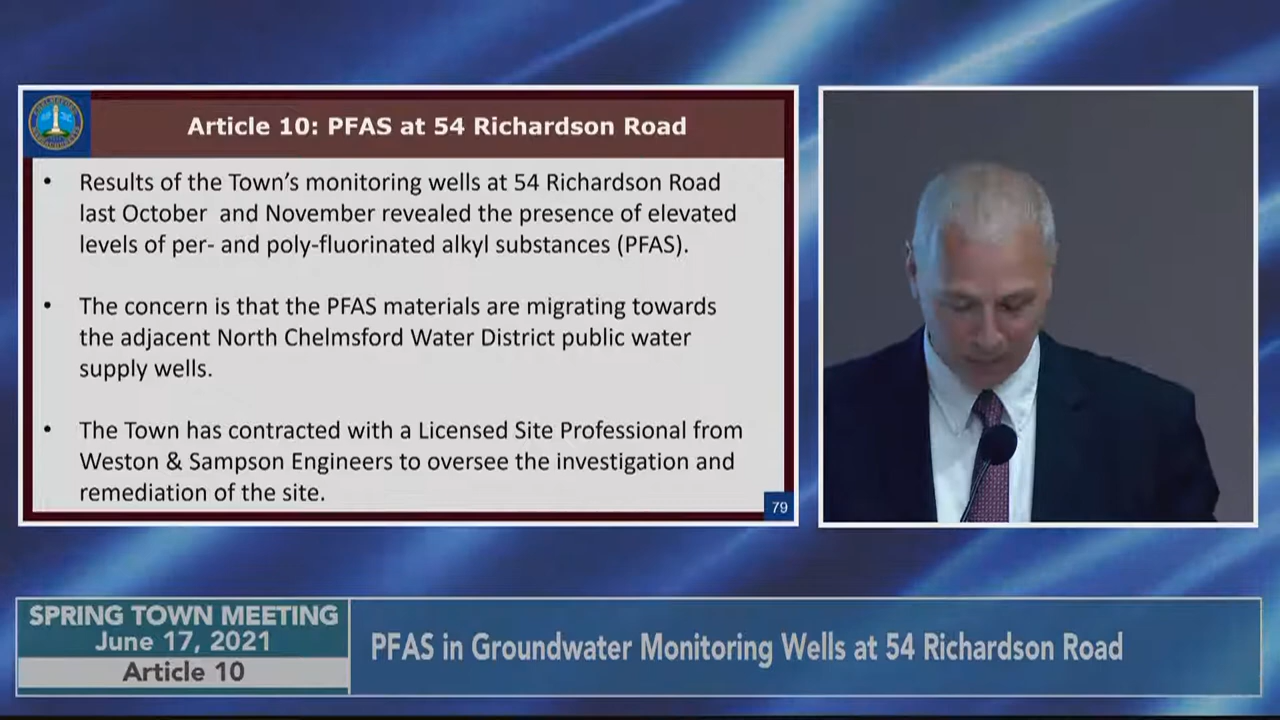 Article 10: PFAS at 54 Richardson Road
• Results of the Town's monitoring wells at 54 Richardson Road
last October and November revealed the presence of elevated
levels of per- and poly-fluorinated alkyl substances (PFAS).
• The concern is that the PFAS materials are migrating towards
the adjacent North Chelmsford Water District public water
supply wells.
• The Town has contracted with a Licensed Site Professional from
Weston & Sampson Engineers to oversee the investigation and
remediation of the site.
79
SPRING TOWN MEETING
June 17, 2021
Article 10
PFAS in Groundwater Monitoring Wells at 54 Richardson Road